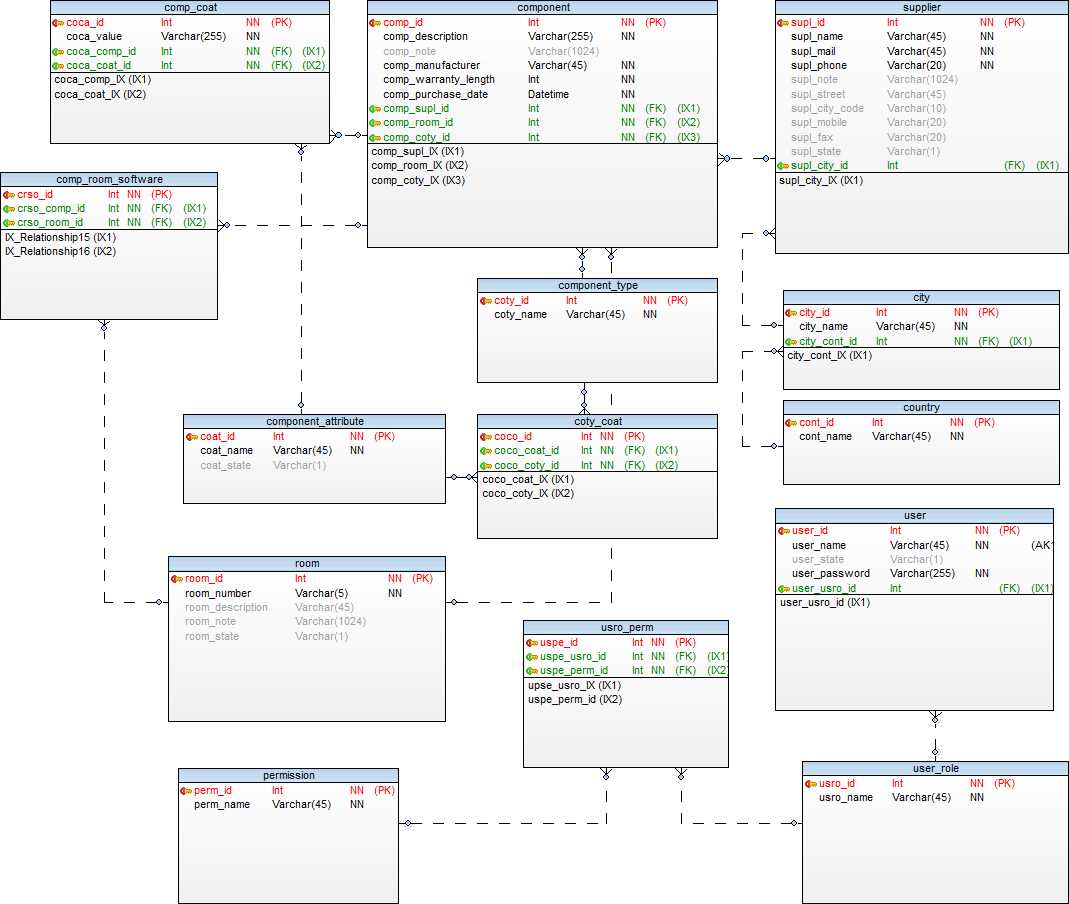 comp_coat
coca_id Int NN (PK)
coca_value Varchar(255) NN
coca_comp_id Int NN (FK) (IX1)
coca_coat_id Int NN (FK) (IX2)
coca_comp_IX (IX1)
coca_coat_IX (IX2)
component
comp_id Int NN (PK)
comp_description Varchar(255) NN
comp_note Varchar(1024)
comp_manufacturer Varchar(45) NN
comp_warranty_length Int NN
comp_purchase_date Datetime NN
comp_supl_id Int NN (FK) (IX1)
comp_room_id Int NN (FK) (IX2)
comp_coty_id Int NN (FK) (IX3)
comp_supl_IX (IX1)
comp_room_IX (IX2)
comp_coty_IX (IX3)
supplier
supl_id Int NN (PK)
supl_name Varchar(45) NN
supl_mail Varchar(45) NN
supl_phone Varchar(20) NN
supl_note Varchar(1024)
supl_street Varchar(45)
supl_city_code Varchar(10)
supl_mobile Varchar(20)
supl_fax Varchar(20)
supl_state Varchar(1)
supl_city_id Int (FK) (IX1)
supl_city_IX (IX1)
comp_room_software
crso_id Int NN (PK)
crso_comp_id Int NN (FK) (IX1)
crso_room_id Int NN (FK) (IX2)
IX_Relationship15 (IX1)
IX_Relationship16 (IX2)
component_type
coty_id Int NN (PK)
coty_name Varchar(45) NN
city
city_id Int NN (PK)
city_name Varchar(45) NN
city_cont_id Int NN (FK) (IX1)
city_cont_IX (IX1)
country
cont_id Int NN (PK)
cont_name Varchar(45) NN
component_attribute
coat_id Int NN (PK)
coat_name Varchar(45) NN
coat_state Varchar(1)
coty_coat
coco_id Int NN (PK)
coco_coat_id Int NN (FK) (IX1)
coco_coty_id Int NN (FK) (IX2)
coco_coat_IX (IX1)
coco_coty_IX (IX2)
user
user_id Int NN (PK)
user_name Varchar(45) NN (AK1
user_state Varchar(1)
user_password Varchar(255) NN
user_usro_id Int (FK) (IX1)
user_usro_id (IX1)
room
room_id Int NN (PK)
room_number Varchar(5) NN
room_description Varchar(45)
room_note Varchar(1024)
room_state Varchar(1)
usro_perm
uspe_id Int NN (PK)
uspe_usro_id Int NN (FK) (IX1)
uspe_perm_id Int NN (FK) (IX2
upse_usro_IX (IX1)
uspe_perm_id (IX2)
permission
perm_id Int NN (PK)
perm_name Varchar(45) NN
user_role
usro_id Int NN (PK)
usro_name Varchar(45) NN